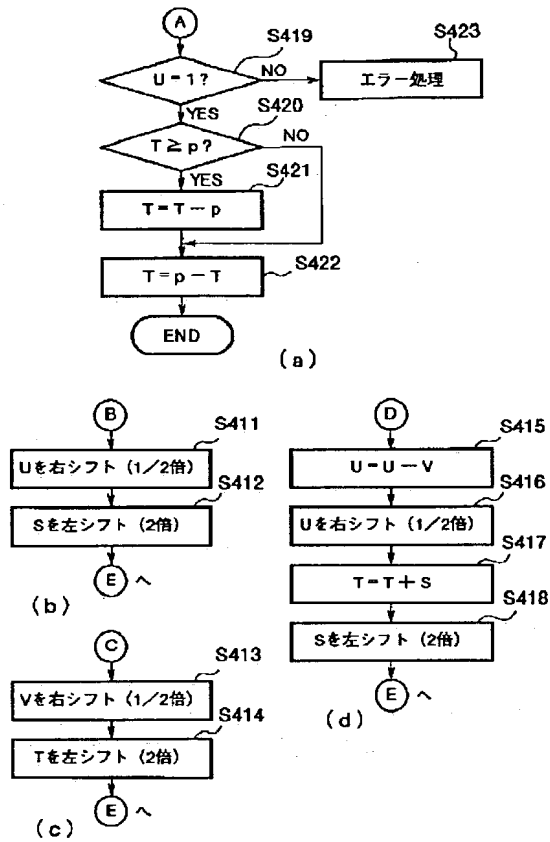 A
S419
U=1?
NO
S423
エラー処理
YES
S420
T≧p?
NO
YES
S421
T=T-p
S422
T=p-T
END
(a)
B
S411
Uを右シフト(1/2倍)
S412
Sを左シフト(2倍)
E へ
(b)
C
S413
Vを右シフト(1/2倍)
S414
Tを左シフト(2倍)
E へ
(c)
D
S415
U=U-V
S416
Uを右シフト(1/2倍)
S417
T=T+S
S418
Sを左シフト(2倍)
E へ
(d)